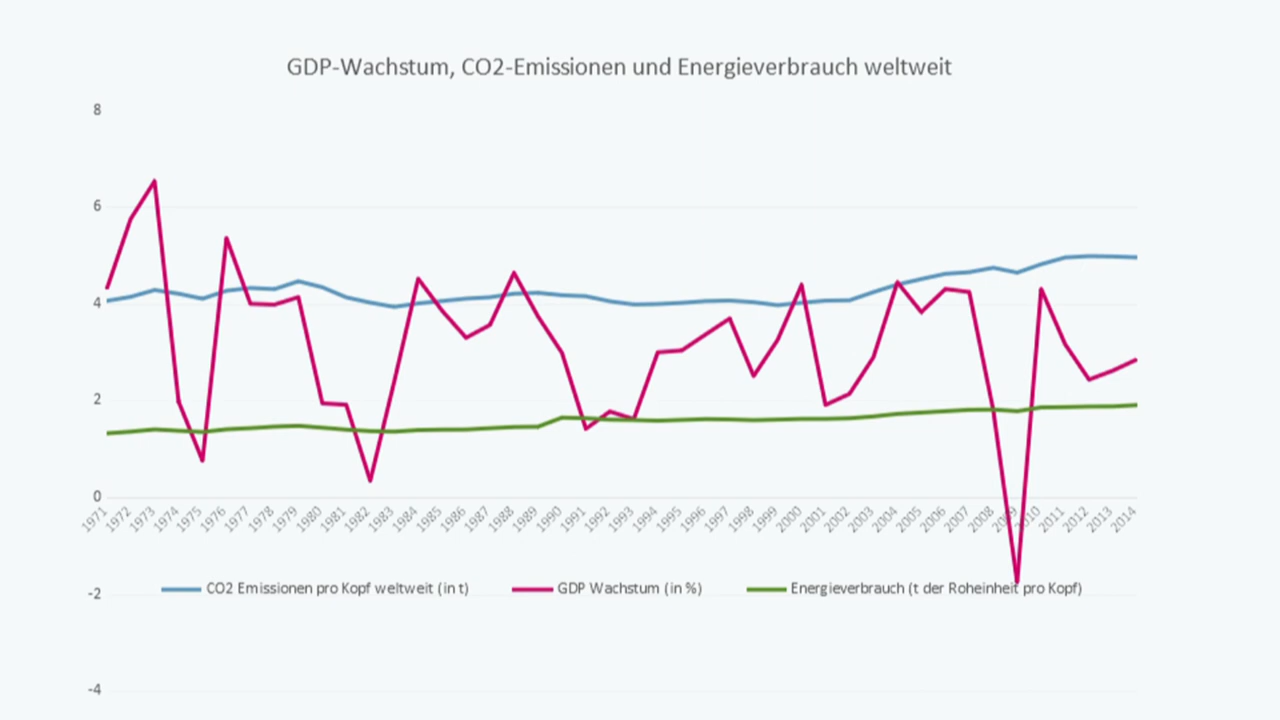 GDP-Wachstum, CO2-Emissionen und Energieverbrauch weltweit
8
6
4
2
0
1971 1972 1973 1974 1975 1976 1977 1978 1979 1980 1981 1982 1983 1984 1985 1986 1987 1988 1989 1990 1991 1992 1993 1994 1995 1996 1997 1998 1999 2000 2001 2002 2003 2004 2005 2006 2007 2008 2009 2010 2011 2012 2013 2014
CO2 Emissionen pro Kopf weltweit (in t) GDP Wachstum (in %) Energieverbrauch (t der Roheinheit pro Kopf)
-2
-4